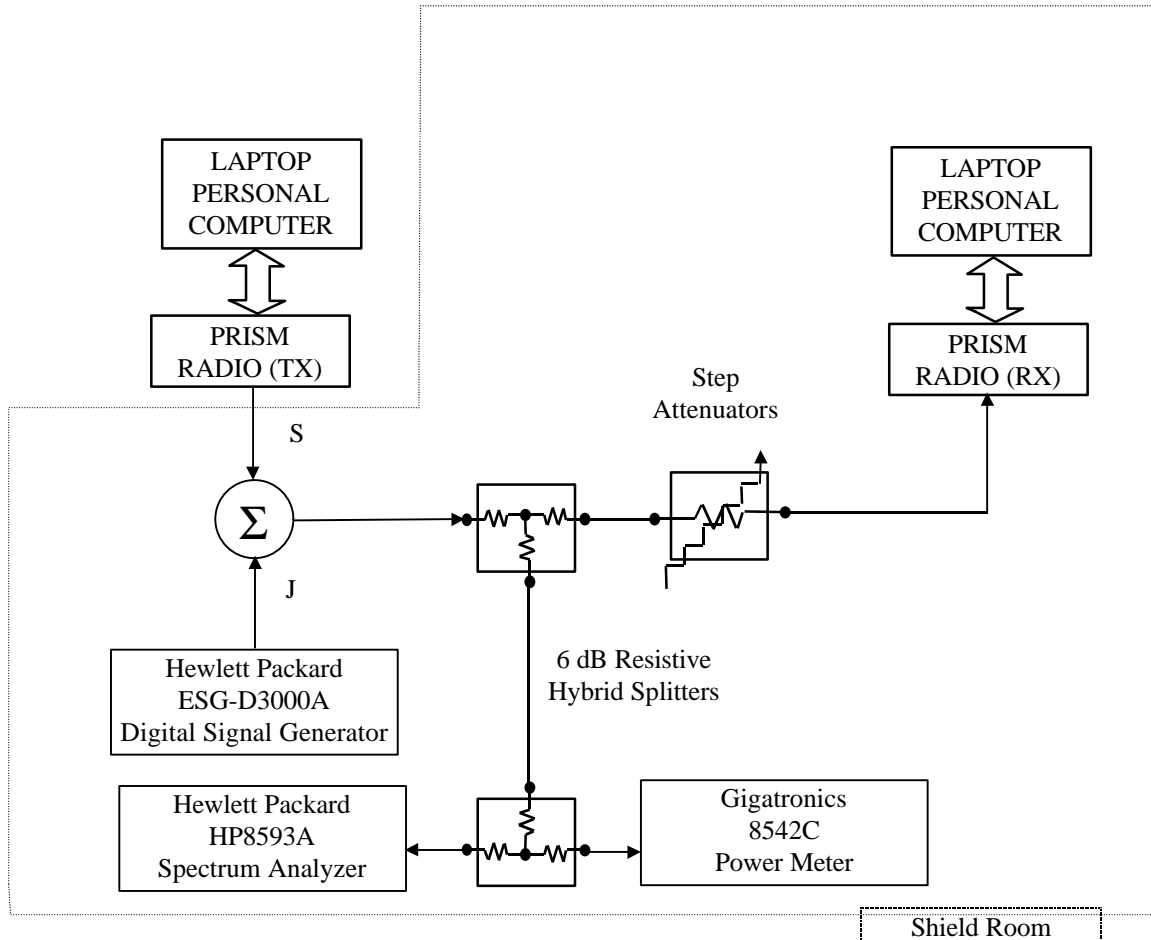 LAPTOP
PERSONAL
COMPUTER
LAPTOP
PERSONAL
COMPUTER
PRISM
RADIO (TX)
PRISM
RADIO (RX)
Step
Attenuators
S
Σ
J
Hewlett Packard
ESG-D3000A
Digital Signal Generator
6 dB Resistive
Hybrid Splitters
Hewlett Packard
HP8593A
Spectrum Analyzer
Gigatronics
8542C
Power Meter
Shield Room